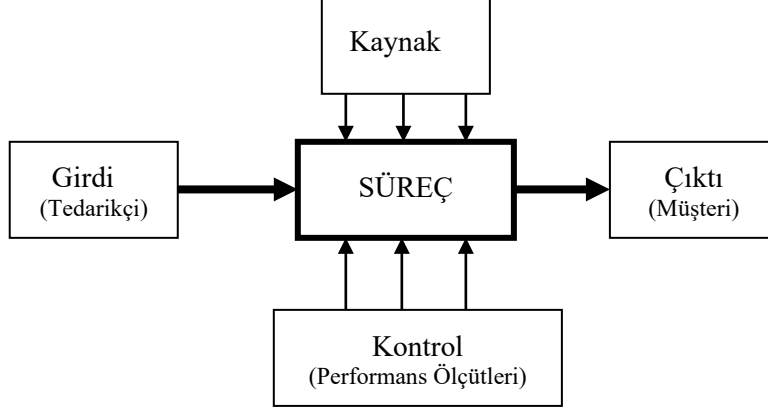 Kaynak
Girdi
(Tedarikçi)
SÜREÇ
Çıktı
(Müşteri)
Kontrol
(Performans Ölçütleri)